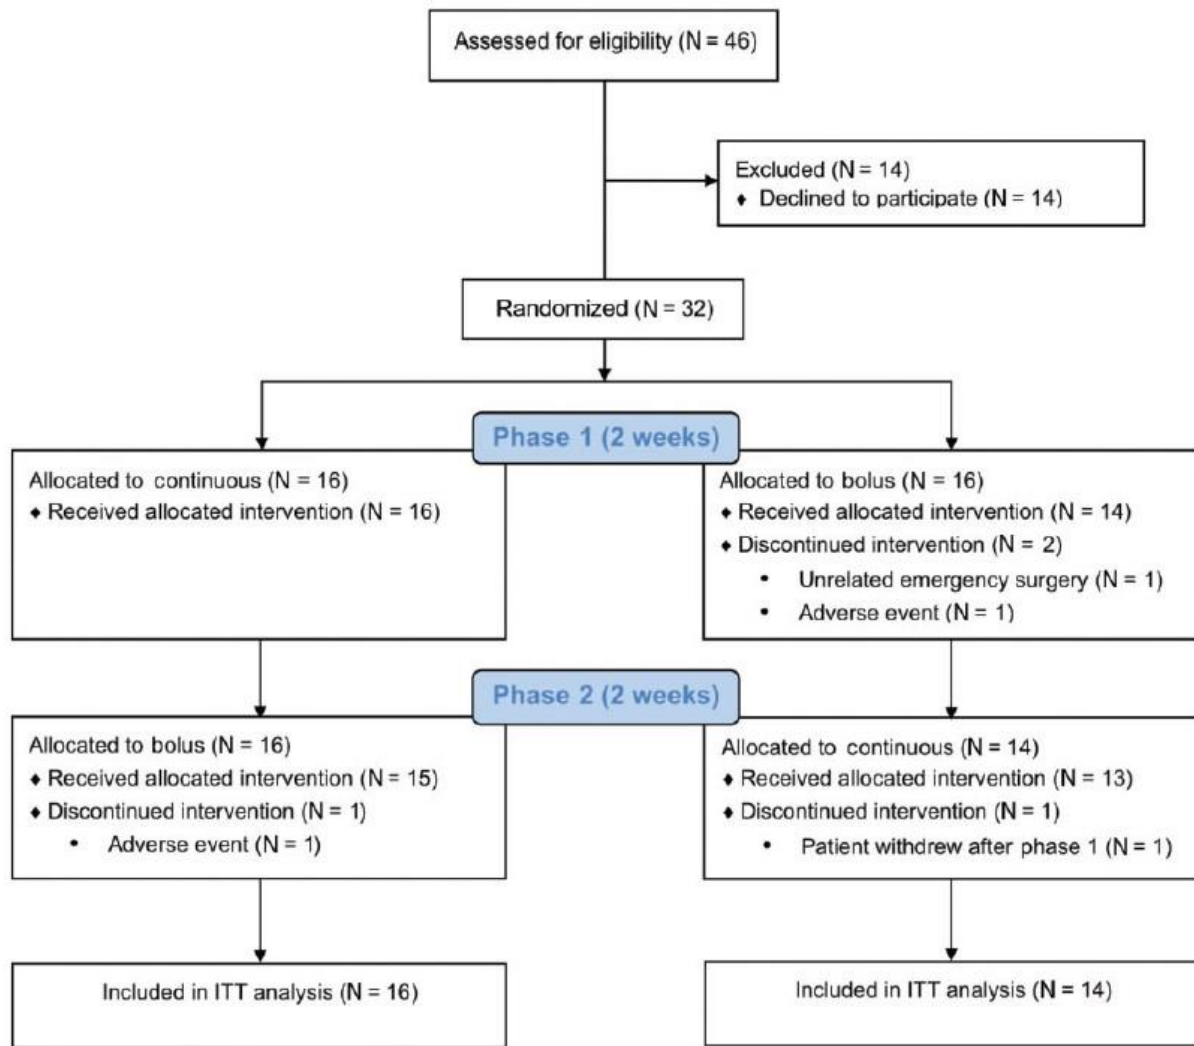 Assessed for eligibility (N = 46)
Excluded (N = 14)
♦ Declined to participate (N = 14)
Randomized (N = 32)
Phase 1 (2 weeks)
Allocated to continuous (N = 16)
♦ Received allocated intervention (N = 16)
Allocated to bolus (N = 16)
♦ Received allocated intervention (N = 14)
♦ Discontinued intervention (N = 2)
• Unrelated emergency surgery (N = 1)
• Adverse event (N = 1)
Phase 2 (2 weeks)
Allocated to bolus (N = 16)
♦ Received allocated intervention (N = 15)
♦ Discontinued intervention (N = 1)
• Adverse event (N = 1)
Allocated to continuous (N = 14)
♦ Received allocated intervention (N = 13)
♦ Discontinued intervention (N = 1)
• Patient withdrew after phase 1 (N = 1)
Included in ITT analysis (N = 16)
Included in ITT analysis (N = 14)